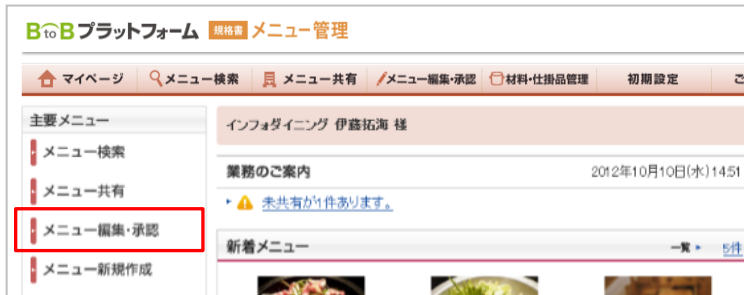 BtoBプラットフォーム 規格書 メニュー管理
マイページ メニュー検索 メニュー共有 メニュー編集・承認 材料・仕掛品管理 初期設定 ご
主要メニュー
メニュー検索
メニュー共有
メニュー編集・承認
メニュー新規作成
インフォダイニング 伊藤拓海 様
業務のご案内 2012年10月10日(水)14:51
未共有が1件あります。
新着メニュー 一覧 5件